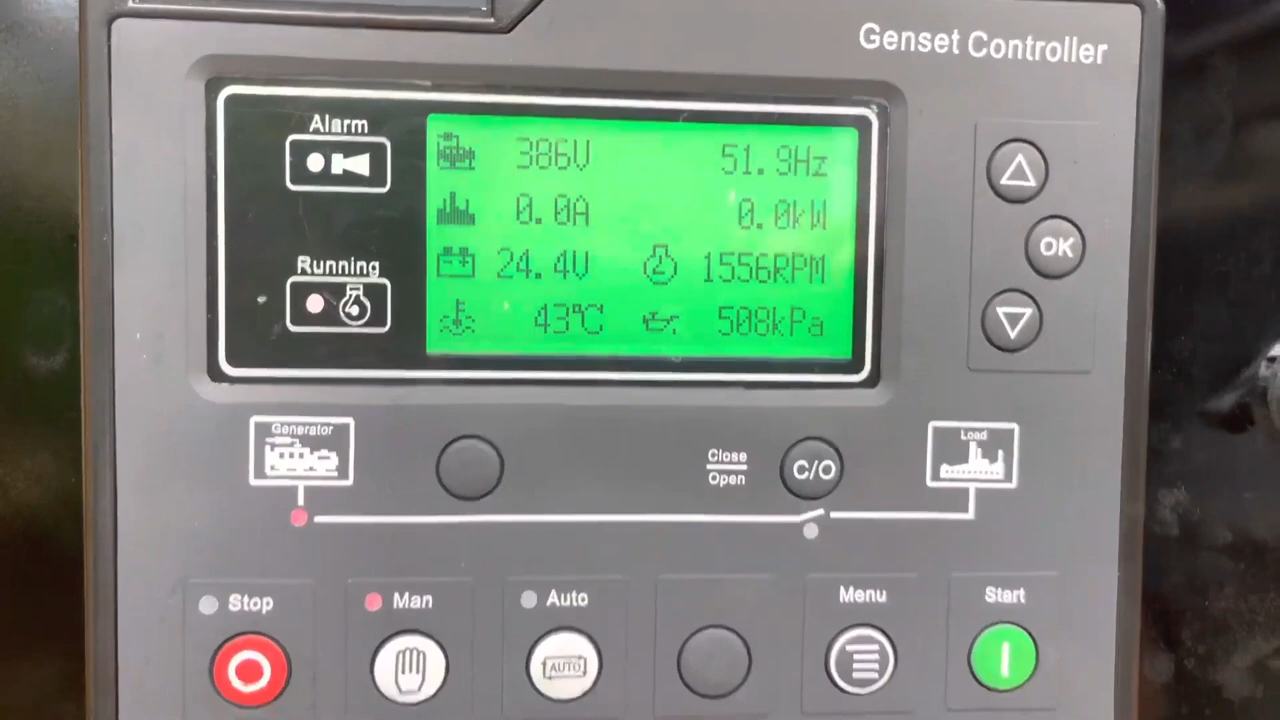 Genset Controller
Alarm
386V 51.9Hz
0.0A 0.0kW
24.4V 1556RPM
43℃ 508kPa
Running
OK
Generator
Close
Open
C/O
Load
Stop
Man
Auto
Menu
Start
AUTO